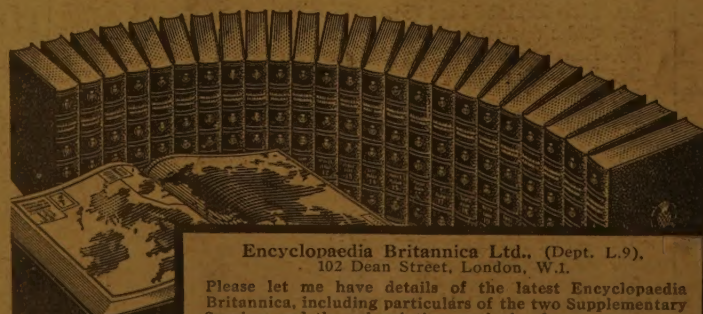 Encyclopaedia Britannica Ltd., (Dept. L.9),
102 Dean Street, London, W.1.
Please let me have details of the latest Encyclopaedia
Britannica, including particulars of the two Supplementary